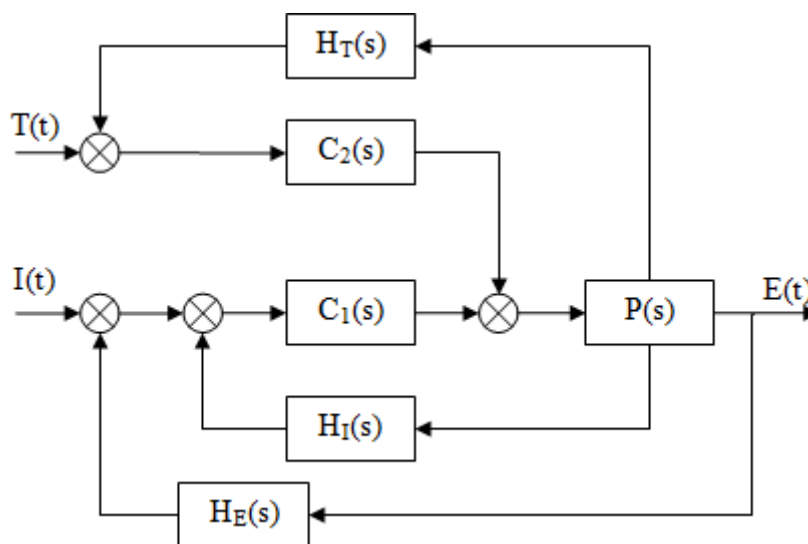 H_T(s)
T(t)
C_2(s)
I(t)
C_1(s)
P(s)
E(t)
H_I(s)
H_E(s)